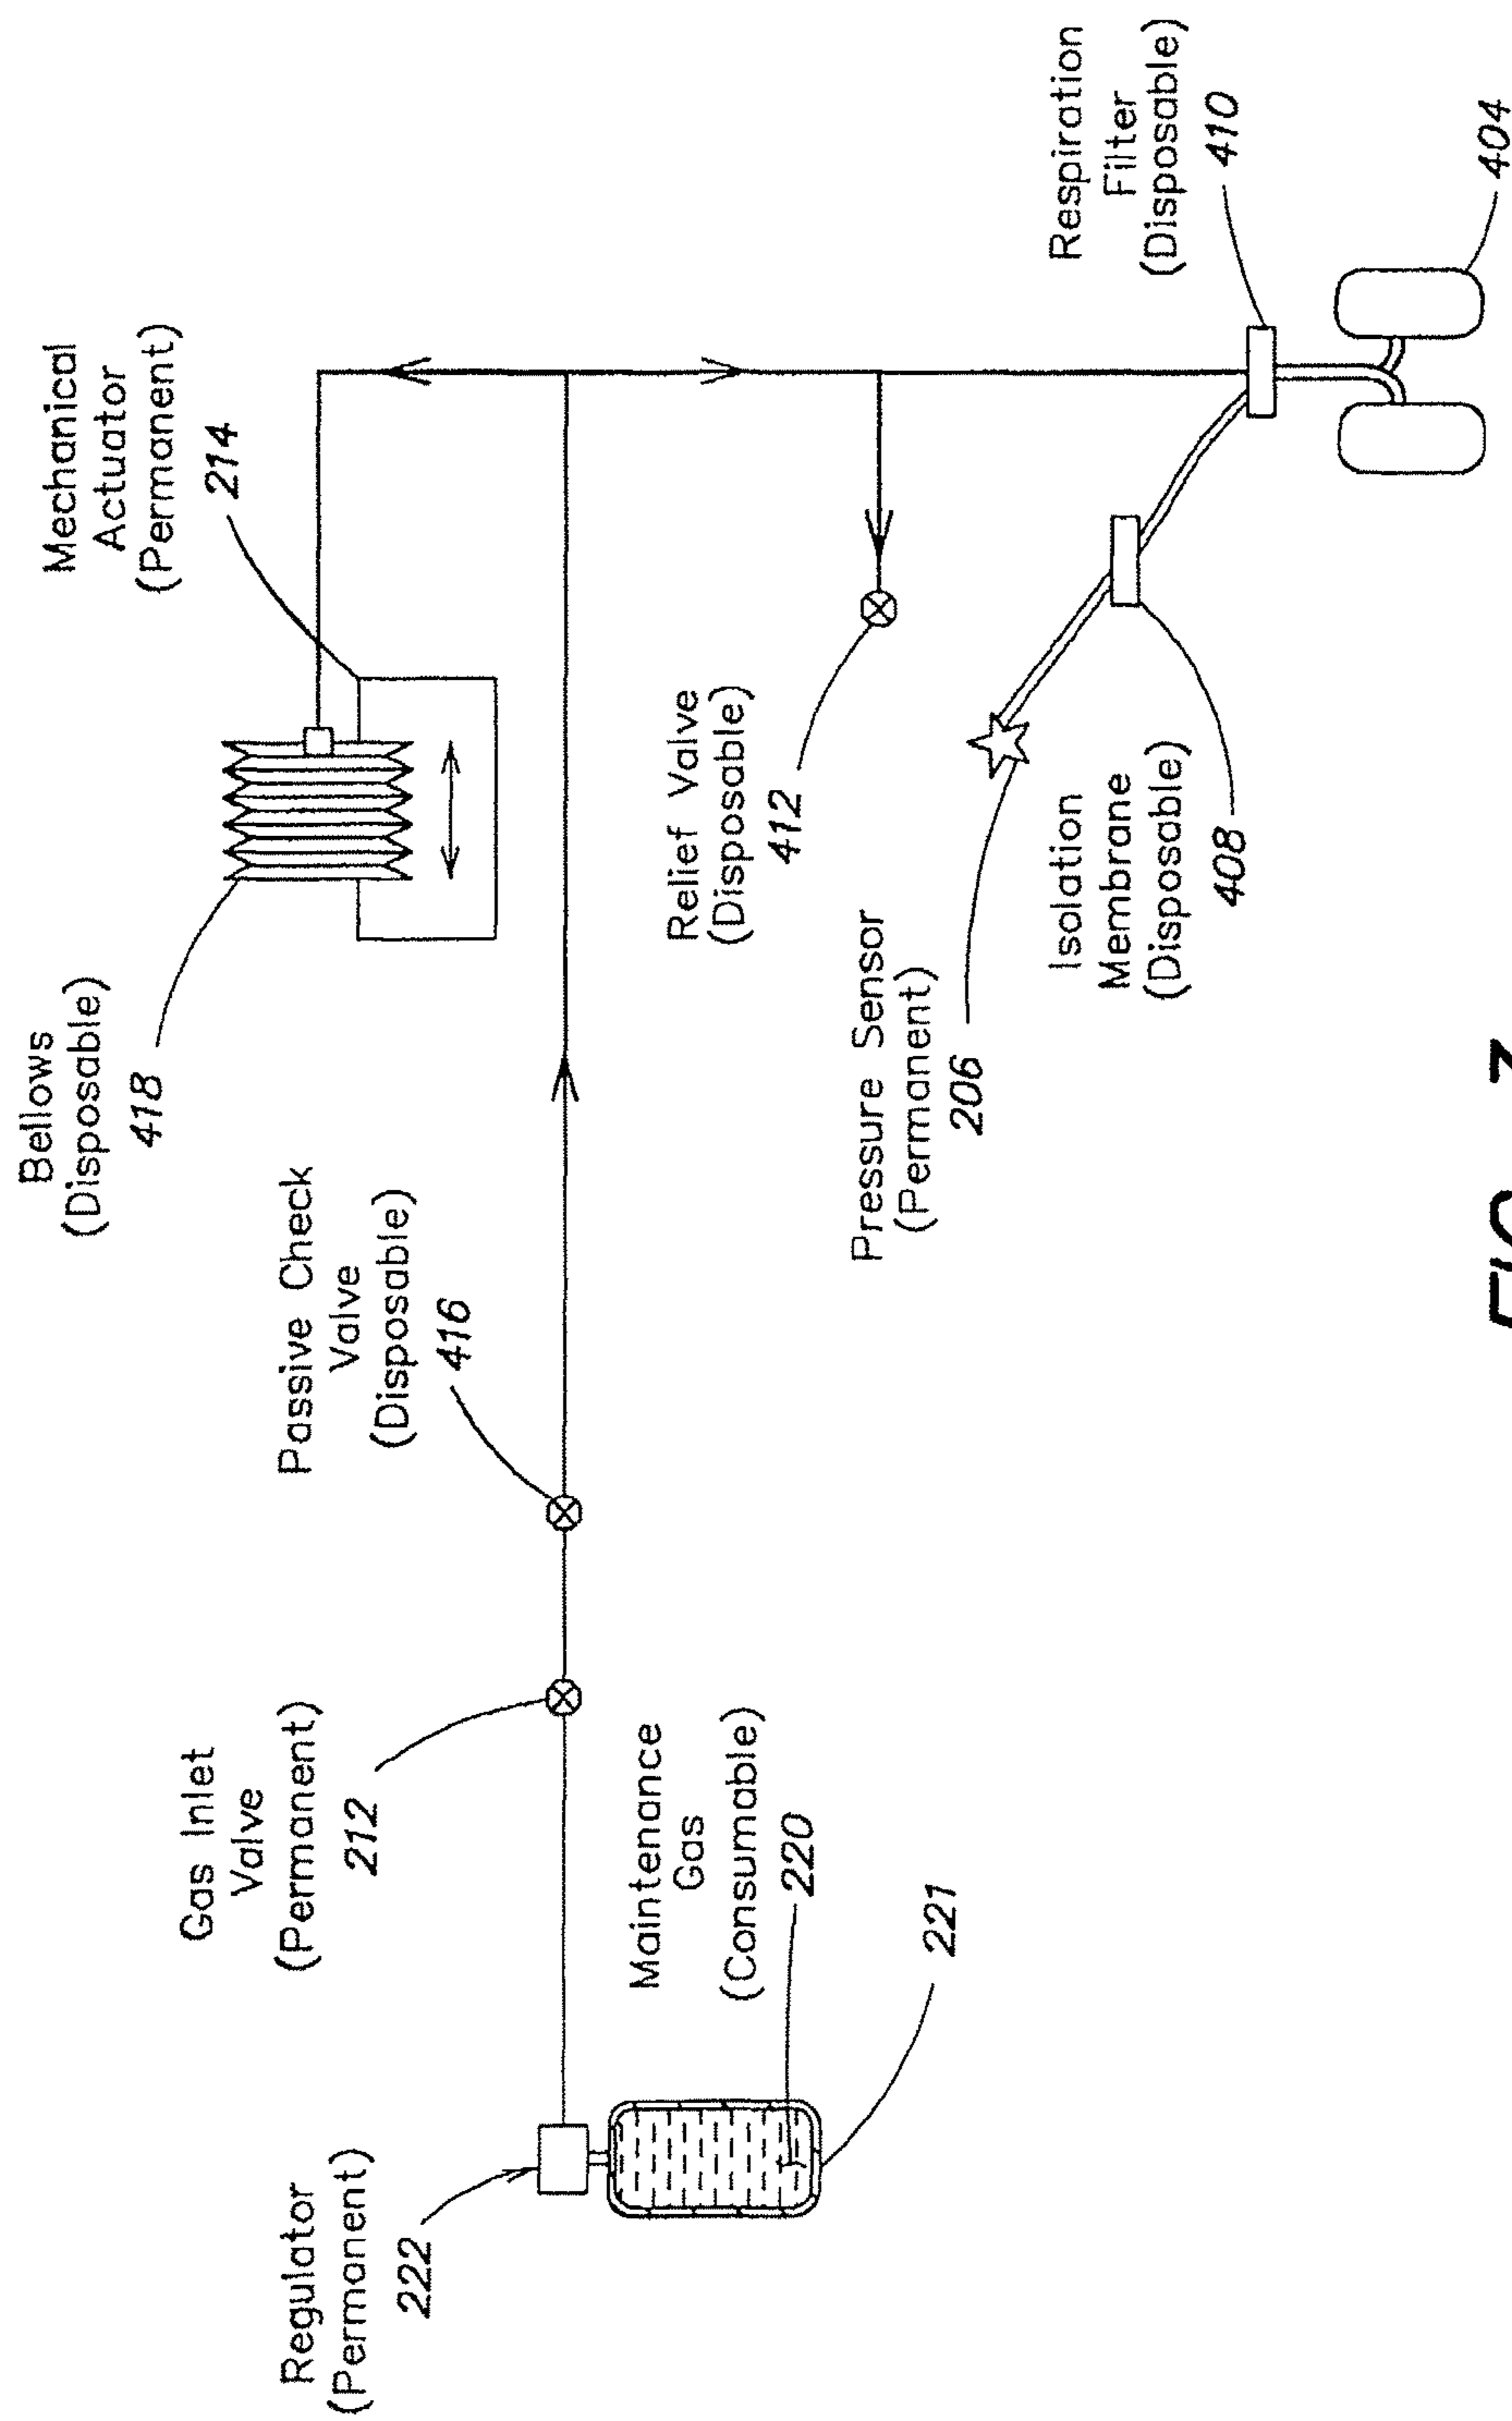 Regulator
(Permanent)
222
Gas Inlet
Valve
(Permanent)
212
Passive Check
Valve
(Disposable)
416
Bellows
(Disposable)
418
Mechanical
Actuator
(Permanent)
214
Maintenance
Gas
(Consumable)
220
221
Relief Valve
(Disposable)
412
Pressure Sensor
(Permanent)
206
Isolation
Membrane
(Disposable)
408
Respiration
Filter
(Disposable)
410
404